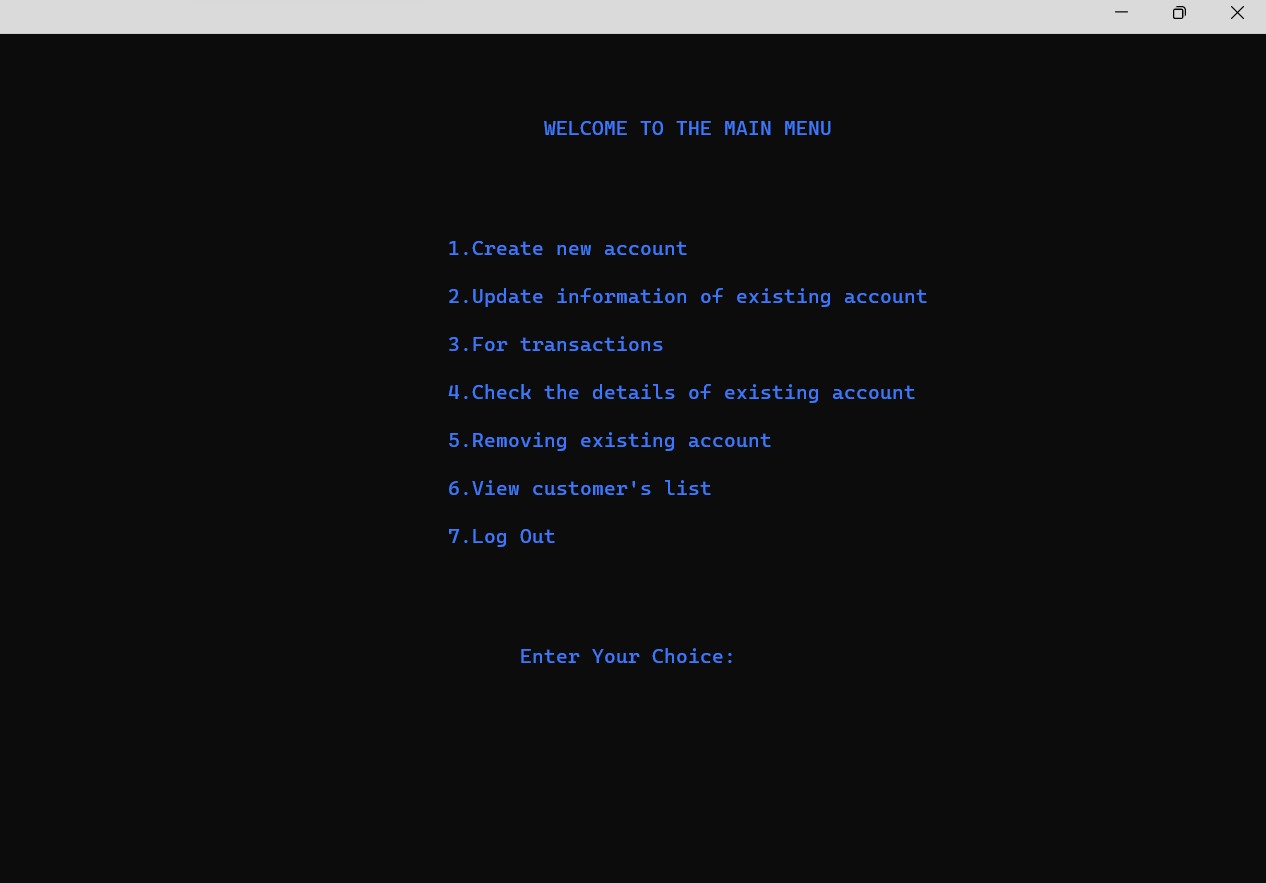 WELCOME TO THE MAIN MENU
1.Create new account
2.Update information of existing account
3.For transactions
4.Check the details of existing account
5.Removing existing account
6.View customer's list
7.Log Out
Enter Your Choice: